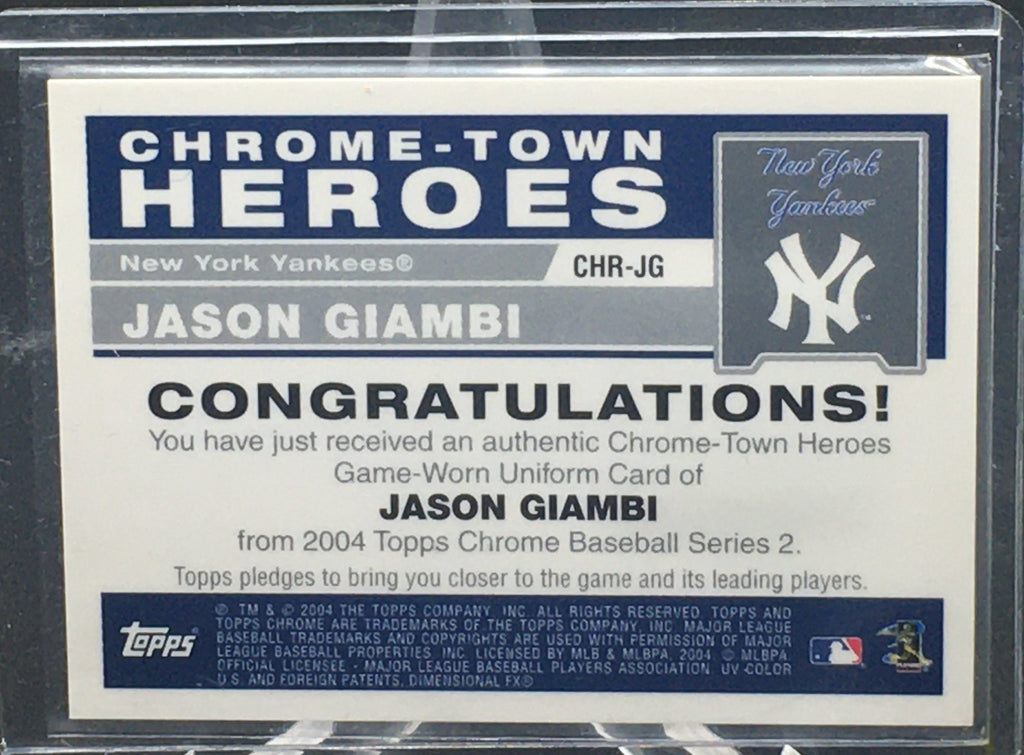 CHROME-TOWN
HEROES
New York
Yankees
New York Yankees®
CHR-JG
NY
TM
JASON GIAMBI
CONGRATULATIONS!
You have just received an authentic Chrome-Town Heroes
Game-Worn Uniform Card of
JASON GIAMBI
from 2004 Topps Chrome Baseball Series 2.
Topps pledges to bring you closer to the game and its leading players.
topps
® TM & © 2004 THE TOPPS COMPANY, INC. ALL RIGHTS RESERVED. TOPPS AND
TOPPS CHROME ARE TRADEMARKS OF THE TOPPS COMPANY, INC. MAJOR LEAGUE
BASEBALL TRADEMARKS AND COPYRIGHTS ARE USED WITH PERMISSION OF MAJOR
LEAGUE BASEBALL PROPERTIES, INC. LICENSED BY MLB & MLBPA, 2004 © MLBPA
OFFICIAL LICENSEE - MAJOR LEAGUE BASEBALL PLAYERS ASSOCIATION. UV-COLOR
U.S. AND FOREIGN PATENTS. DIMENSIONAL FX®